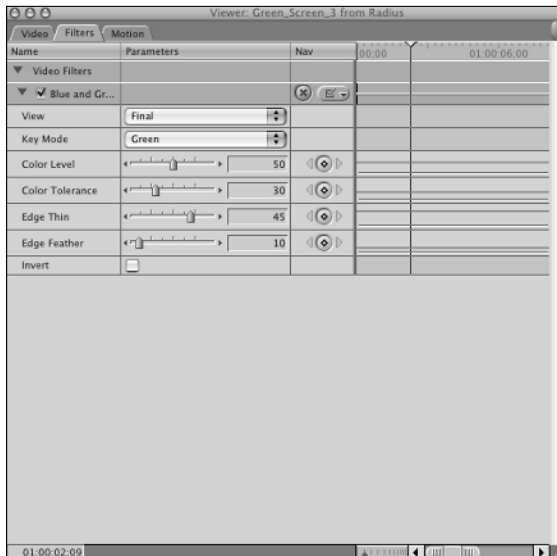 Viewer: Green_Screen_3 from Radius
Video Filters Motion
Name Parameters Nav 00:00 01:00:06:00
Video Filters
Blue and Gr...
View Final
Key Mode Green
Color Level 50
Color Tolerance 30
Edge Thin 45
Edge Feather 10
Invert
01:00:02:09